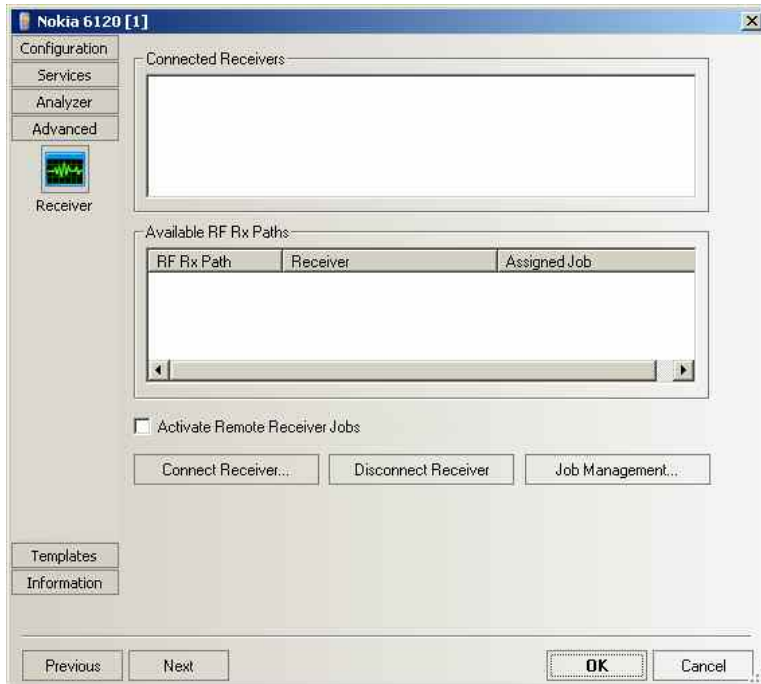 Nokia 6120 [1]
Configuration
Services
Analyzer
Advanced
Receiver
Templates
Information
Connected Receivers
Available RF Rx Paths
RF Rx Path Receiver Assigned Job
Activate Remote Receiver Jobs
Connect Receiver... Disconnect Receiver Job Management...
Previous Next OK Cancel